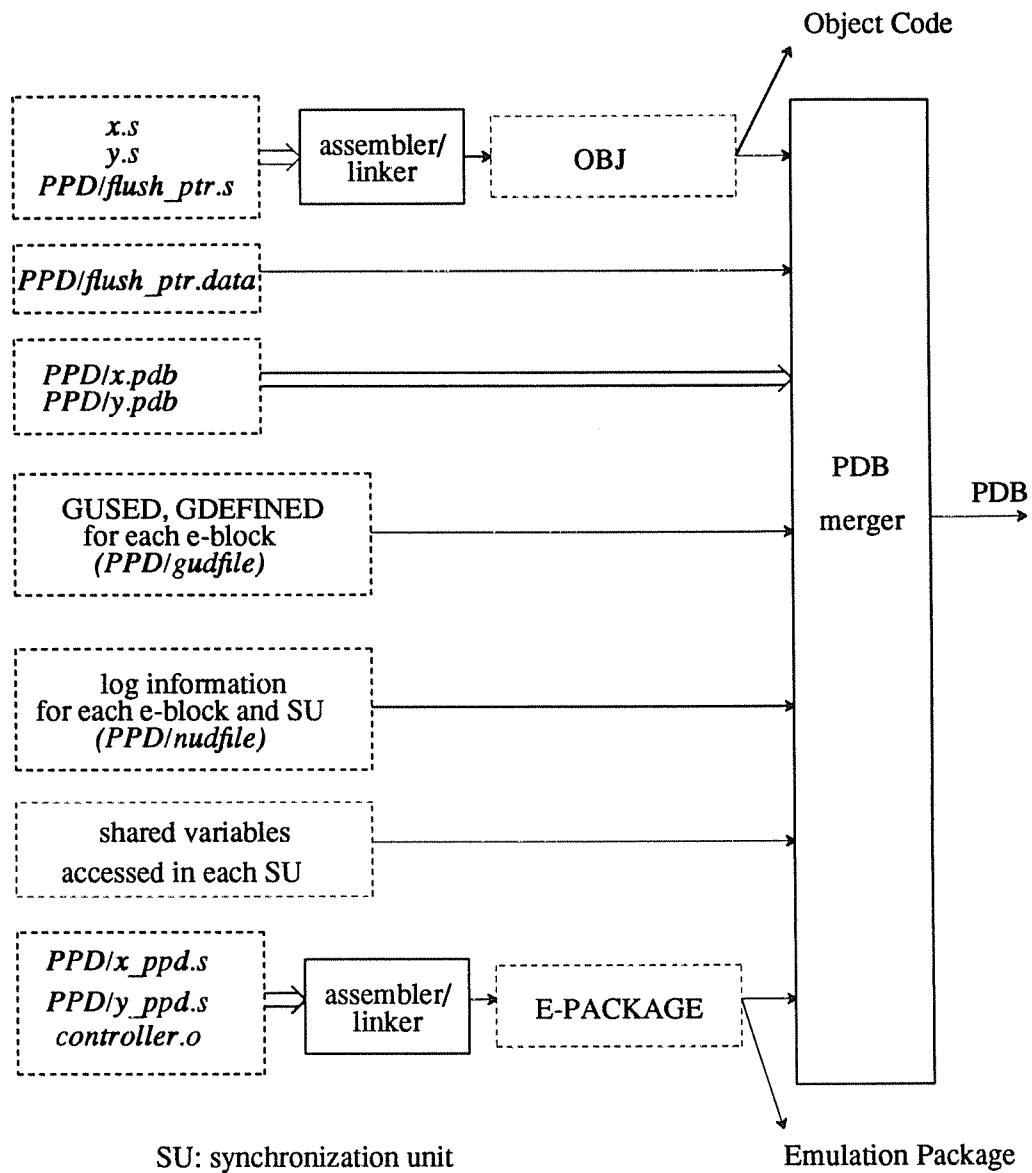 Object Code
x.s
y.s
PPD/flush_ptr.s
assembler/
linker
OBJ
PPD/flush_ptr.data
PPD/x.pdb
PPD/y.pdb
GUSED, GDEFINED
for each e-block
(PPD/gudfile)
PDB
merger
PDB
log information
for each e-block and SU
(PPD/nudfile)
shared variables
accessed in each SU
PPD/x_ppd.s
PPD/y_ppd.s
controller.o
assembler/
linker
E-PACKAGE
SU: synchronization unit
Emulation Package